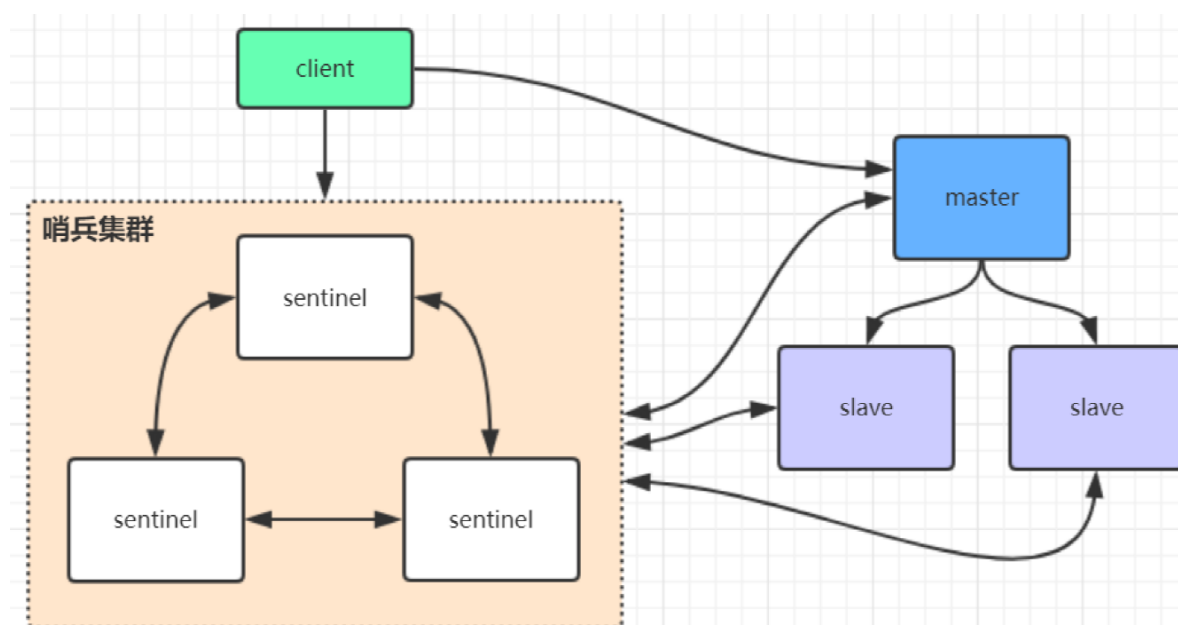 client
master
哨兵集群
sentinel
slave
slave
sentinel
sentinel